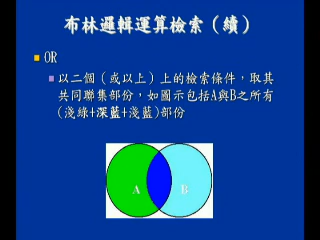 布林邏輯運算檢索（續）
OR
以二個（或以上）上的檢索條件，取其
共同聯集部份，如圖示包括A與B之所有
(淺綠+深藍+淺藍)部份
A B